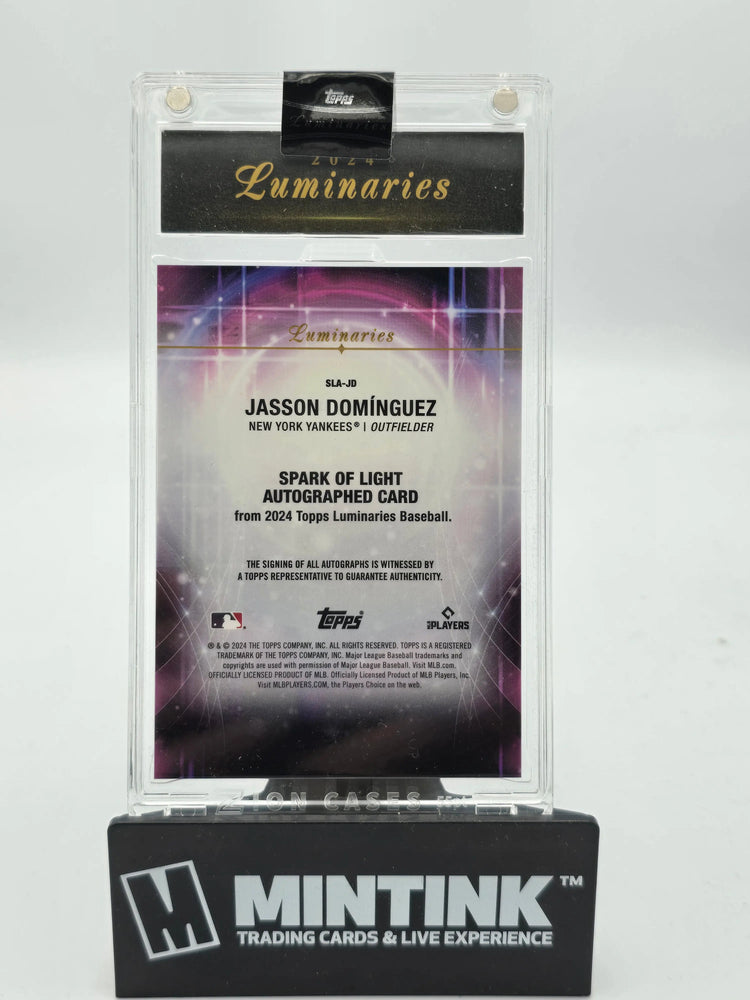 Topps
Luminaries
2024
Luminaries
Luminaries
SLA-JD
JASSON DOMÍNGUEZ
NEW YORK YANKEES® | OUTFIELDER
SPARK OF LIGHT
AUTOGRAPHED CARD
from 2024 Topps Luminaries Baseball.
THE SIGNING OF ALL AUTOGRAPHS IS WITNESSED BY
A TOPPS REPRESENTATIVE TO GUARANTEE AUTHENTICITY.
Topps®
PLAYERS
® & © 2024 THE TOPPS COMPANY, INC. ALL RIGHTS RESERVED. TOPPS IS A REGISTERED
TRADEMARK OF THE TOPPS COMPANY, INC. Major League Baseball trademarks and
copyrights are used with permission of Major League Baseball. Visit MLB.com.
OFFICIALLY LICENSED PRODUCT OF MLB. Officially Licensed Product of MLB Players, Inc.
Visit MLBPLAYERS.COM, the Players Choice on the web.
ZION CASES
M MINTINK™
TRADING CARDS & LIVE EXPERIENCE